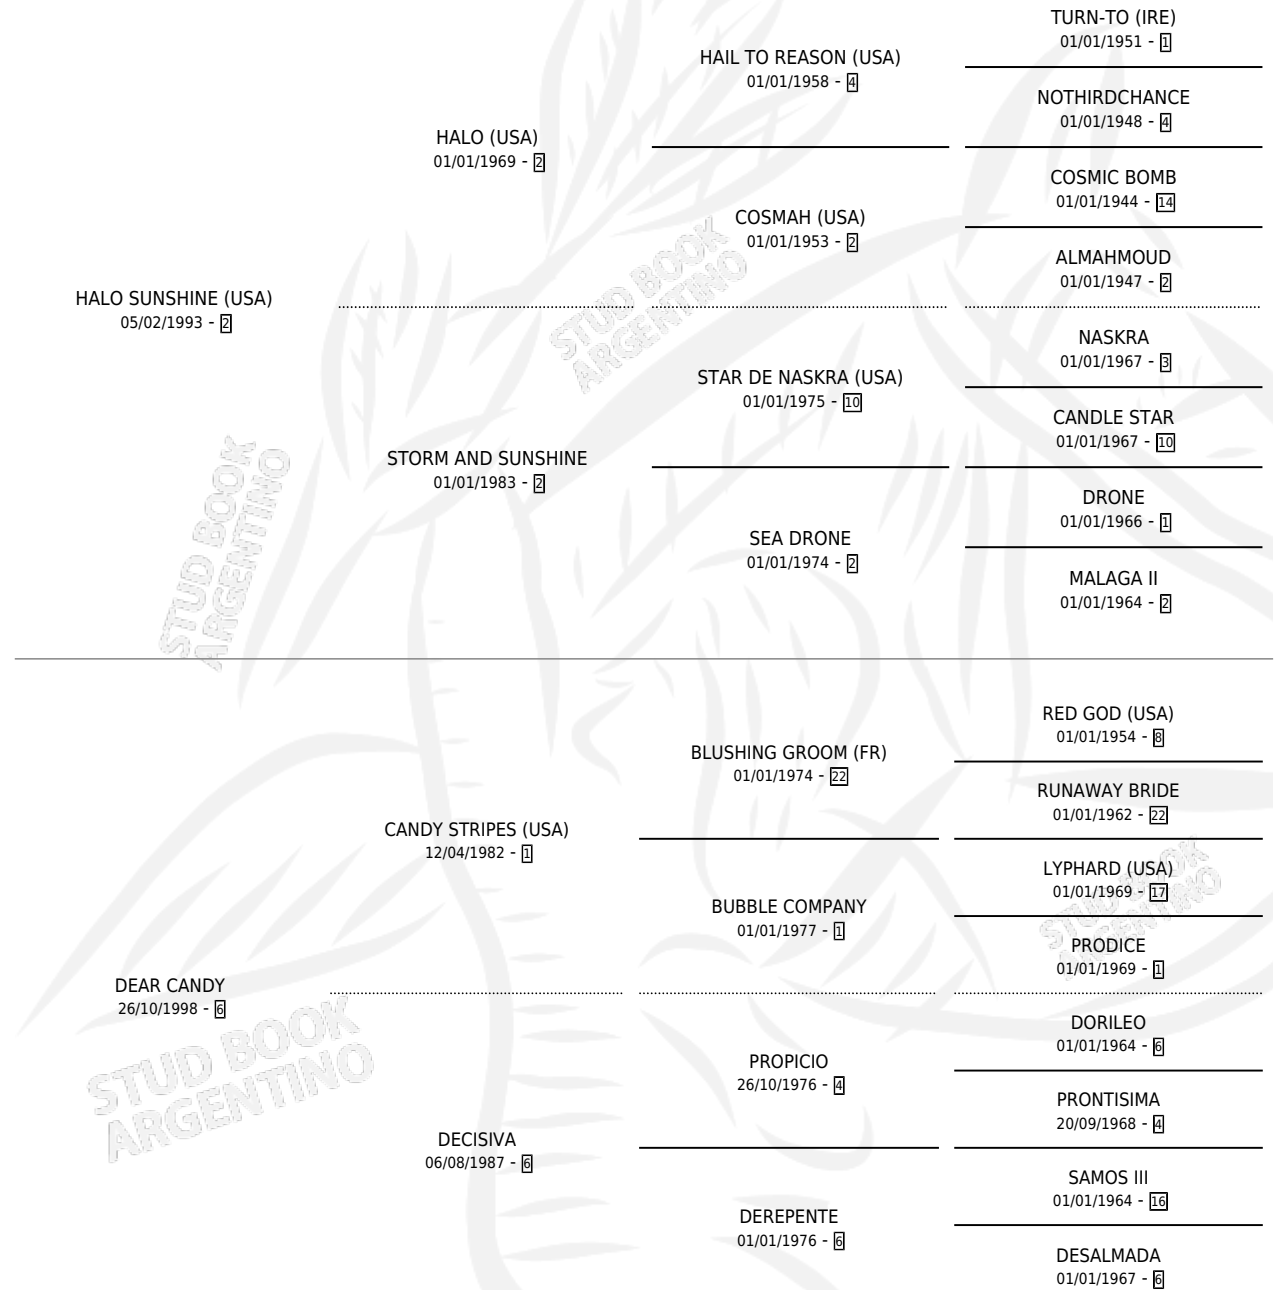 TURN-TO (IRE)
01/01/1951 - 1
HAIL TO REASON (USA)
01/01/1958 - 4
NOTHIRDCHANCE
01/01/1948 - 4
HALO (USA)
01/01/1969 - 2
COSMIC BOMB
01/01/1944 - 14
COSMAH (USA)
01/01/1953 - 2
ALMAHMOUD
01/01/1947 - 2
HALO SUNSHINE (USA)
05/02/1993 - 2
NASKRA
01/01/1967 - 3
STAR DE NASKRA (USA)
01/01/1975 - 10
CANDLE STAR
01/01/1967 - 10
STORM AND SUNSHINE
01/01/1983 - 2
DRONE
01/01/1966 - 1
SEA DRONE
01/01/1974 - 2
MALAGA II
01/01/1964 - 2
STUD BOOK
ARGENTINO
STUD BOOK
ARGENTINO
RED GOD (USA)
01/01/1954 - 8
BLUSHING GROOM (FR)
01/01/1974 - 22
RUNAWAY BRIDE
01/01/1962 - 22
CANDY STRIPES (USA)
12/04/1982 - 1
LYPHARD (USA)
01/01/1969 - 17
BUBBLE COMPANY
01/01/1977 - 1
PRODICE
01/01/1969 - 1
DEAR CANDY
26/10/1998 - 6
DORILEO
01/01/1964 - 6
PROPICIO
26/10/1976 - 4
PRONTISIMA
20/09/1968 - 4
DECISIVA
06/08/1987 - 6
SAMOS III
01/01/1964 - 16
DEREPENTE
01/01/1976 - 6
DESALMADA
01/01/1967 - 6
STUD BOOK
ARGENTINO
STUD BOOK
ARGENTINO